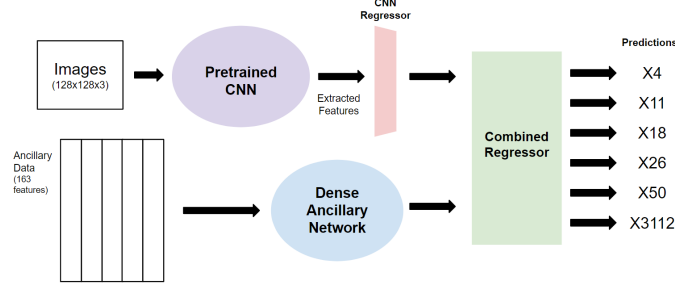 CNN
Regressor
Images
(128x128x3)
Pretrained
CNN
Extracted
Features
Predictions
X4
X11
X18
X26
X50
X3112
Combined
Regressor
Ancillary
Data
(163
features)
Dense
Ancillary
Network